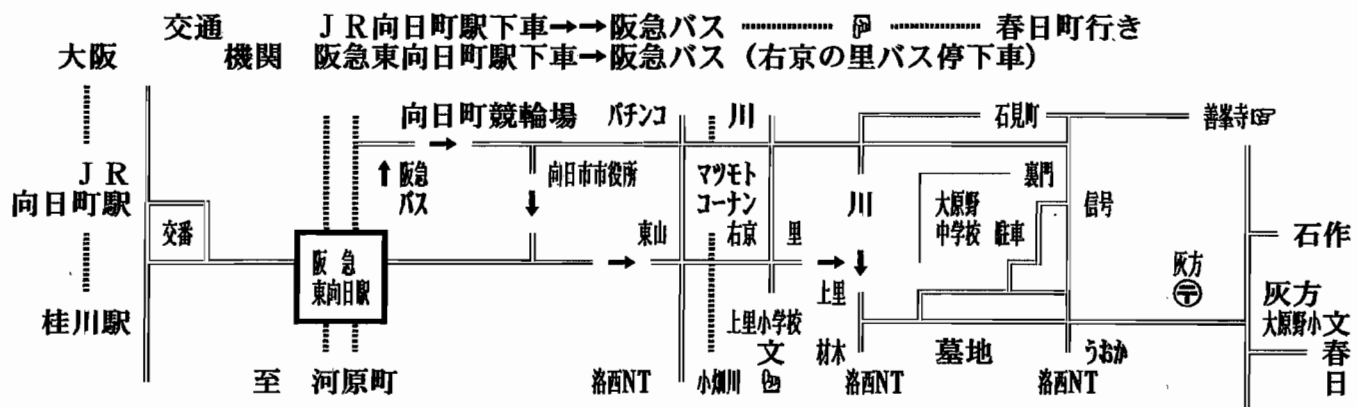 交通 JR向日町駅下車→→阪急バス 春日町行き
大阪 機関 阪急東向日町駅下車→阪急バス（右京の里バス停下車）
向日町競輪場 パチンコ 川 石見町 善峯寺
JR
向日町駅
↑阪急
バス
→
向日市市役所
↓
マツモト
コーナン
川
大原野
中学校
裏門
駐車
信号
交番
阪急
東向日駅
東山
右京
里
→
→
↓
上里
灰方
〒
石作
灰方
大原野小文
春
日
桂川駅
上里小学校
文
材木
墓地
うおか
至 河原町
洛西NT
小畑川
洛西NT
洛西NT